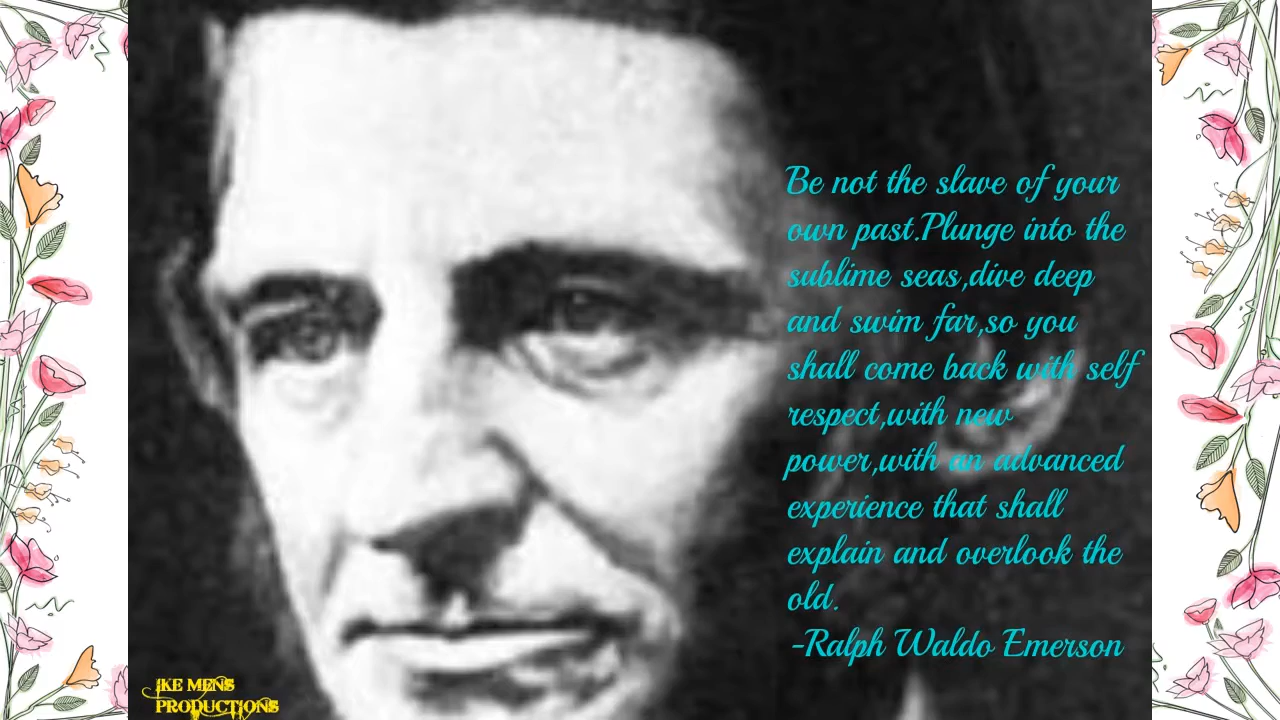 Be not the slave of your
own past.Plunge into the
sublime seas,dive deep
and swim far,so you
shall come back with self
respect,with new
power,with an advanced
experience that shall
explain and overlook the
old.
-Ralph Waldo Emerson
IKE MENS
PRODUCTIONS